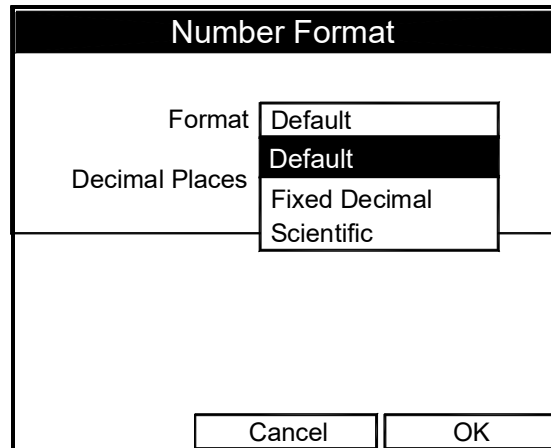 Number Format
Format Default
Default
Decimal Places
Fixed Decimal
Scientific
Cancel OK